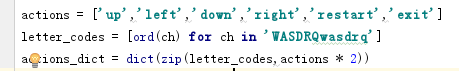 actions = ['up','left','down','right','restart','exit']
letter_codes = [ord(ch) for ch in 'WASDRQwasdrq']
actions_dict = dict(zip(letter_codes,actions * 2))